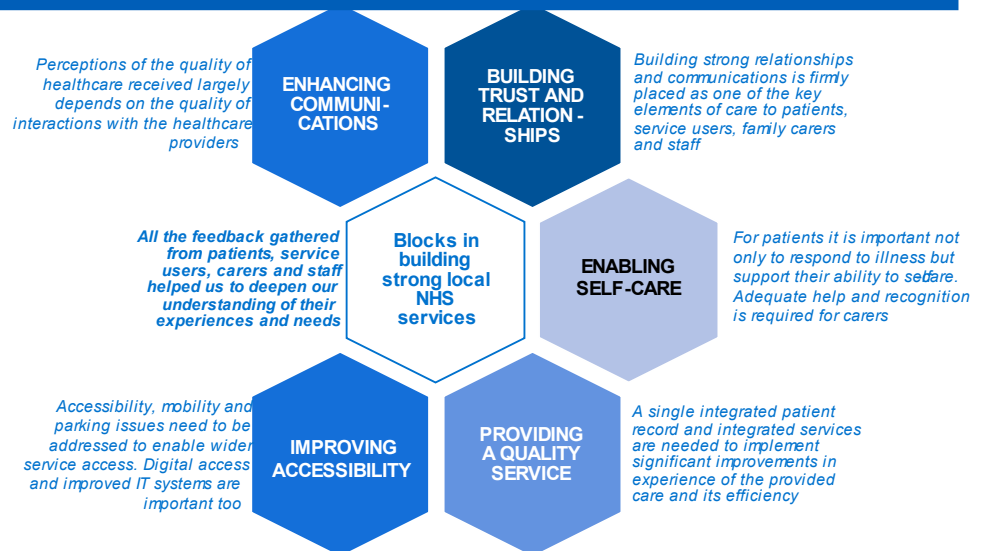 Perceptions of the quality of
healthcare received largely
depends on the quality of
interactions with the healthcare
providers
ENHANCING
COMMUNI-
CATIONS
BUILDING
TRUST AND
RELATION -
SHIPS
Building strong relationships
and communications is firmly
placed as one of the key
elements of care to patients,
service users, family carers
and staff
All the feedback gathered
from patients, service
users, carers and staff
helped us to deepen our
understanding of their
experiences and needs
Blocks in
building
strong local
NHS
services
ENABLING
SELF-CARE
For patients it is important not
only to respond to illness but
support their ability to
Adequate help and recognition
is required for carers
Accessibility, mobility and
parking issues need to be
addressed to enable wider
service access. Digital access
and improved IT systems are
important too
IMPROVING
ACCESSIBILITY
PROVIDING
A QUALITY
SERVICE
A single integrated patient
record and integrated services
are needed to implement
significant improvements in
experience of the provided
care and its efficiency